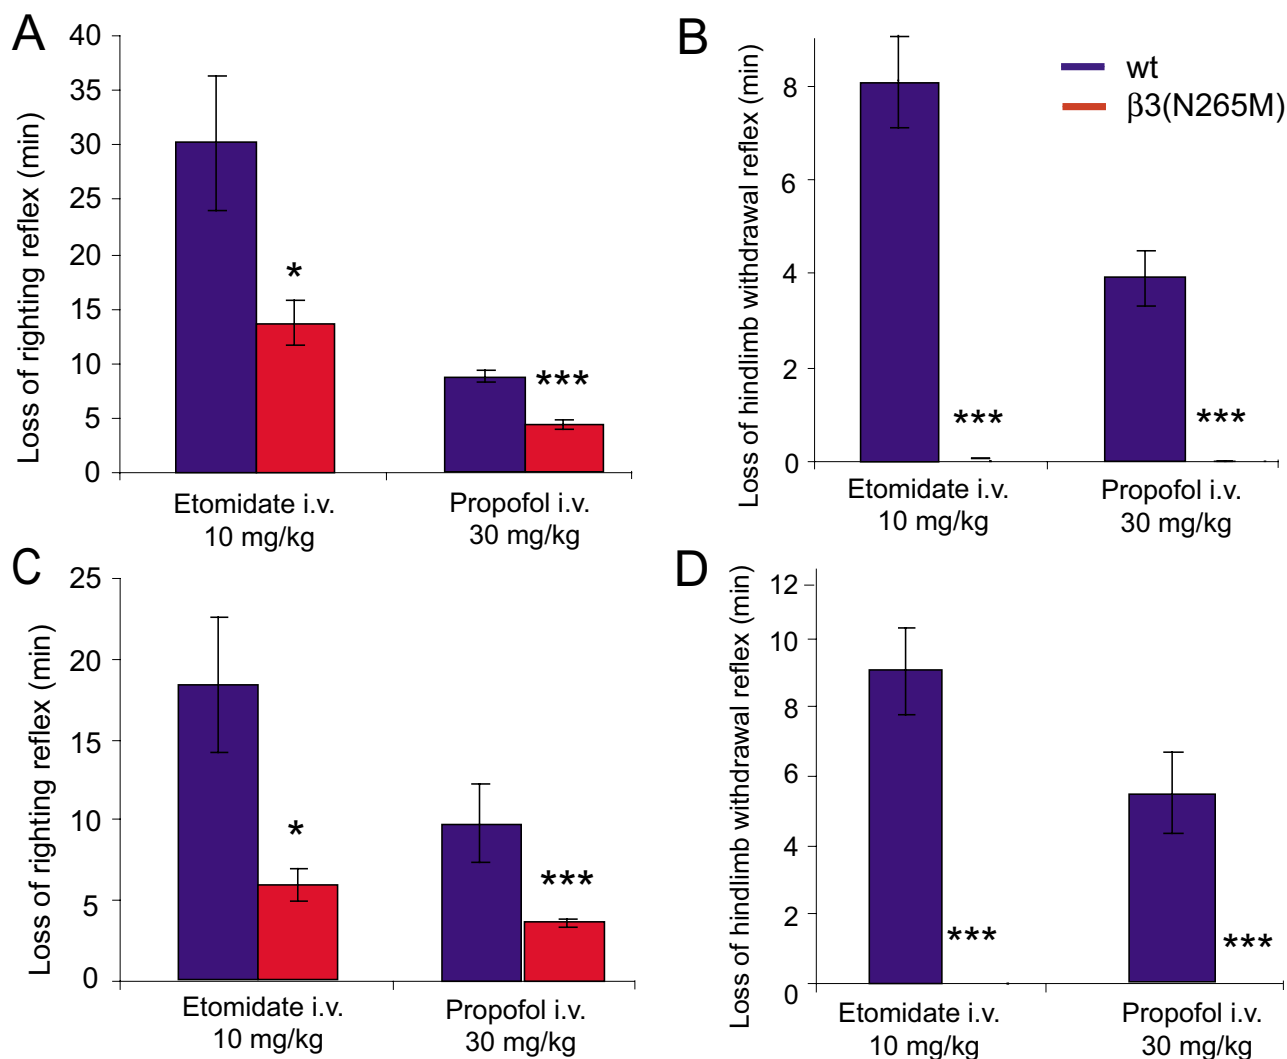 A
Loss of righting reflex (min)
40
35
30
25
20
15
10
5
0
*
***
Etomidate i.v.
10 mg/kg
Propofol i.v.
30 mg/kg
B
Loss of hindlimb withdrawal reflex (min)
8
6
4
2
0
wt
β3(N265M)
***
***
Etomidate i.v.
10 mg/kg
Propofol i.v.
30 mg/kg
C
Loss of righting reflex (min)
25
20
15
10
5
0
*
***
Etomidate i.v.
10 mg/kg
Propofol i.v.
30 mg/kg
D
Loss of hindlimb withdrawal reflex (min)
12
10
8
6
4
2
0
***
***
Etomidate i.v.
10 mg/kg
Propofol i.v.
30 mg/kg